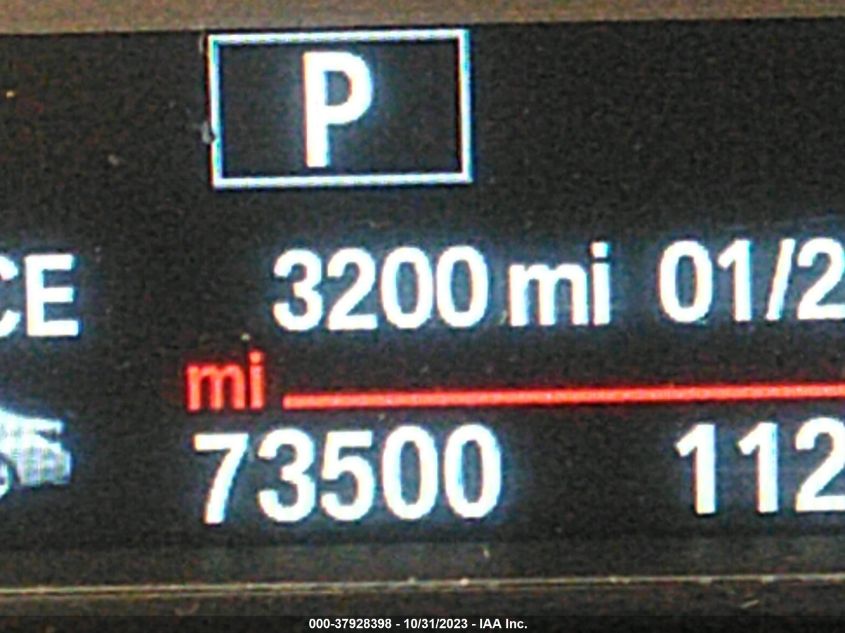 P
CE 3200 mi 01/2
mi
73500 112
000-37928398 - 10/31/2023 - IAA Inc.